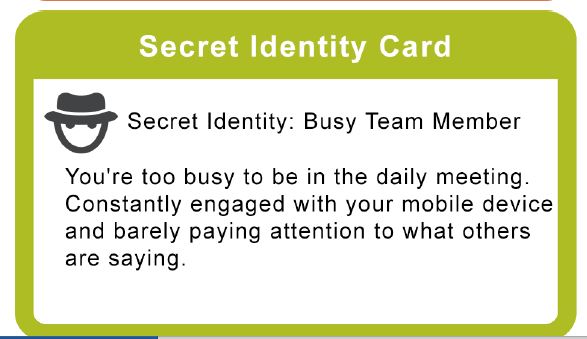 Secret Identity Card
Secret Identity: Busy Team Member
You're too busy to be in the daily meeting.
Constantly engaged with your mobile device
and barely paying attention to what others
are saying.